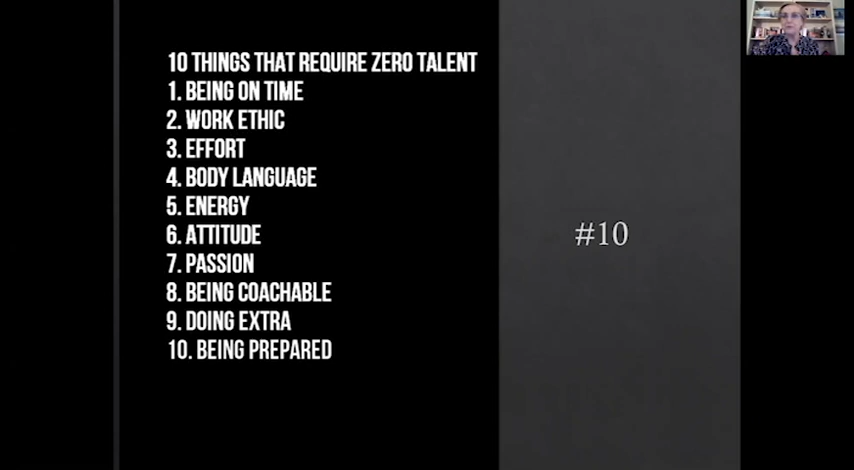 10 THINGS THAT REQUIRE ZERO TALENT
1. BEING ON TIME
2. WORK ETHIC
3. EFFORT
4. BODY LANGUAGE
5. ENERGY
6. ATTITUDE
7. PASSION
8. BEING COACHABLE
9. DOING EXTRA
10. BEING PREPARED
#10